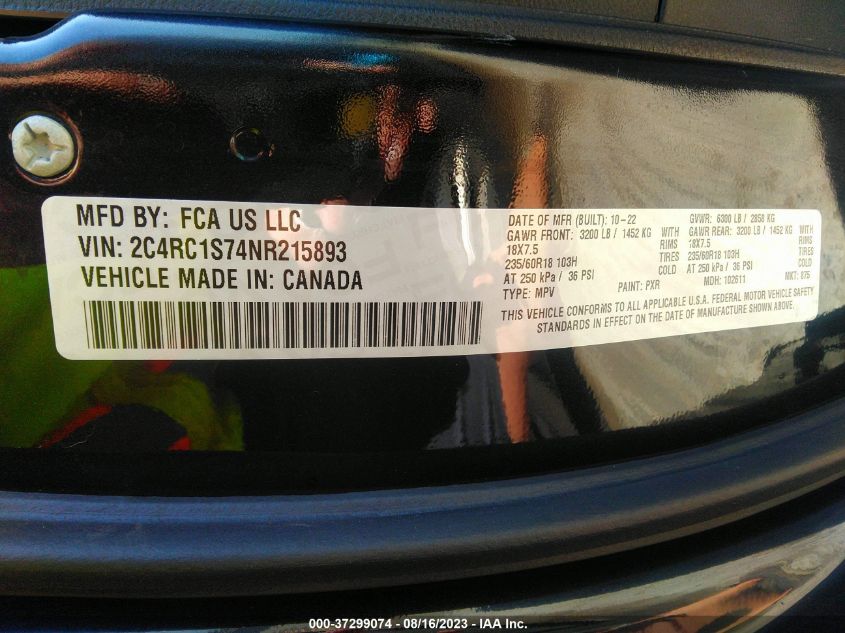 MFD BY: FCA US LLC
VIN: 2C4RC1S74NR215893
VEHICLE MADE IN: CANADA
DATE OF MFR (BUILT): 10-22 GVWR: 6300 LB / 2858 KG
GAWR FRONT: 3200 LB / 1452 KG WITH GAWR REAR: 3200 LB / 1452 KG WITH
18X7.5 RIMS 18X7.5 RIMS
235/60R18 103H TIRES 235/60R18 103H TIRES
AT 250 kPa / 36 PSI COLD AT 250 kPa / 36 PSI COLD
TYPE: MPV PAINT: PXR MDH: 102611 MKT: 875
THIS VEHICLE CONFORMS TO ALL APPLICABLE U.S.A. FEDERAL MOTOR VEHICLE SAFETY
STANDARDS IN EFFECT ON THE DATE OF MANUFACTURE SHOWN ABOVE.
000-37299074 - 08/16/2023 - IAA Inc.